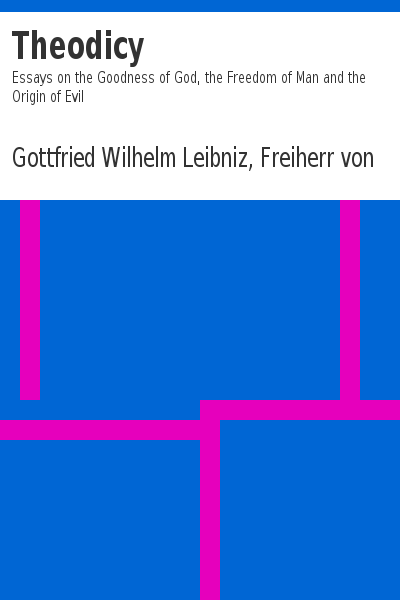 Theodicy
Essays on the Goodness of God, the Freedom of Man and the
Origin of Evil
Gottfried Wilhelm Leibniz, Freiherr von